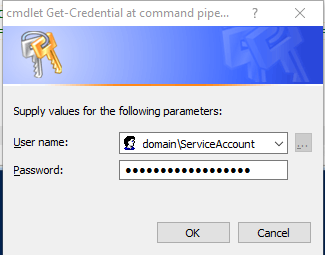 cmdlet Get-Credential at command pipe...
Supply values for the following parameters:
User name: domain\ServiceAccount ...
Password: ●●●●●●●●●●●●●●●●●●
OK Cancel